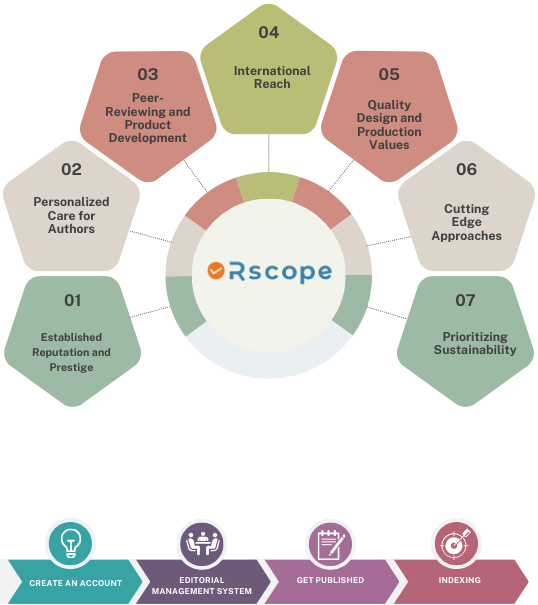 04
International
Reach
03
Peer-
Reviewing and
Product
Development
05
Quality
Design and
Production
Values
02
Personalized
Care for
Authors
06
Cutting
Edge
Approaches
Rscope
01
Established
Reputation and
Prestige
07
Prioritizing
Sustainability
CREATE AN ACCOUNT
EDITORIAL
MANAGEMENT SYSTEM
GET PUBLISHED
INDEXING